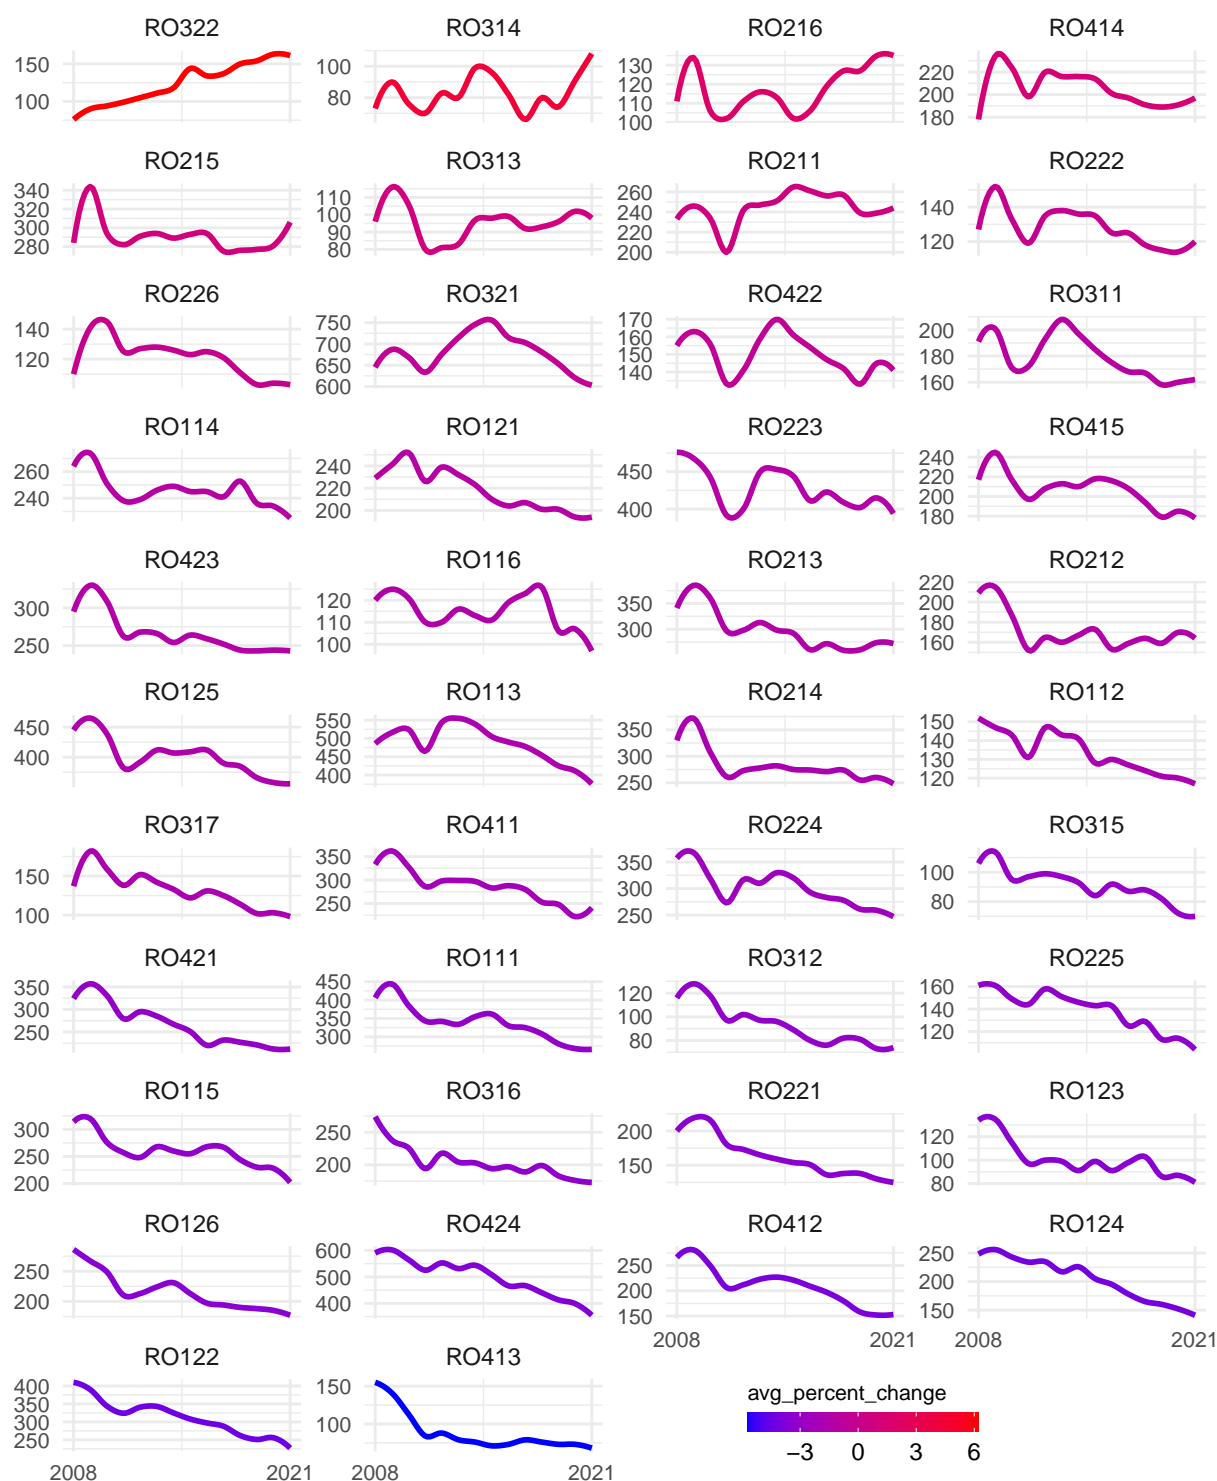 RO322 RO314 RO216 RO414
150 100
100 80
130 120 110 100
220 200 180
RO215 RO313 RO211 RO222
340 320 300 280
110 100 90 80
260 240 220 200
140 120
RO226 RO321 RO422 RO311
140 120
750 700 650 600
170 160 150 140
200 180 160
RO114 RO121 RO223 RO415
260 240
240 220 200
450 400
240 220 200 180
RO423 RO116 RO213 RO212
300 250
120 110 100
350 300
220 200 180 160
RO125 RO113 RO214 RO112
450 400
550 500 450 400
350 300 250
150 140 130 120
RO317 RO411 RO224 RO315
150 100
350 300 250
350 300 250
100 80
RO421 RO111 RO312 RO225
350 300 250
450 400 350 300
120 100 80
160 140 120
RO115 RO316 RO221 RO123
300 250 200
250 200
200 150
120 100 80
RO126 RO424 RO412 RO124
250 200
600 500 400
250 200 150
250 200 150
2008 2021 2008 2021
RO122 RO413
400 350 300 250
150 100
2008 2021 2008 2021
avg_percent_change
−3 0 3 6